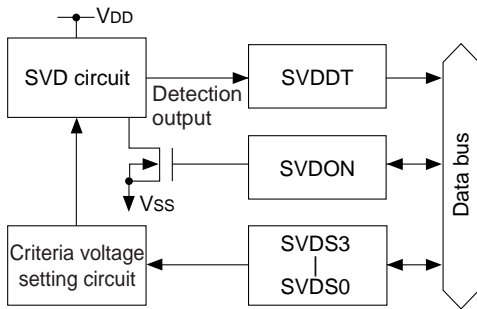 VDD
SVD circuit
SVDDT
Detection
output
SVDON
VSS
Criteria voltage
setting circuit
SVDS3
|
SVDS0
Data bus